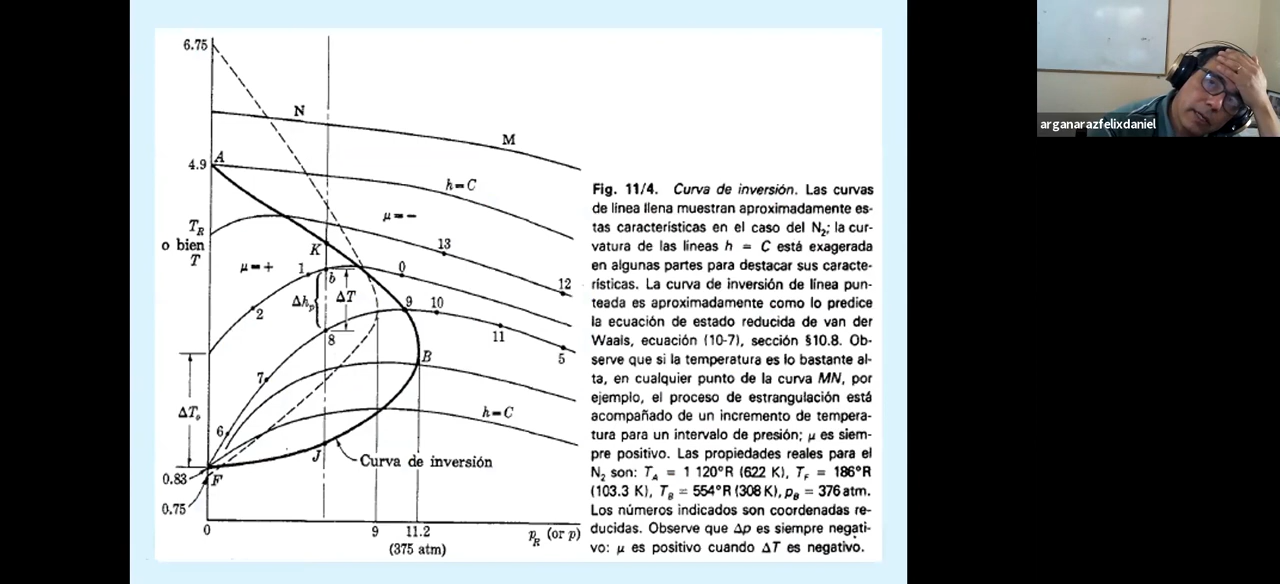 6.75
N
M
4.9
A
h=C
T_R
o bien
T
μ=−
K
13
μ=+
1
b
0
12
Δh_p
ΔT
2
9
10
8
11
5
B
7
ΔT_o
h=C
6
J
Curva de inversión
0.83
F
0.75
0
9
11.2
p_R (or p)
(375 atm)
Fig. 11/4. Curva de inversión. Las curvas
de línea llena muestran aproximadamente es-
tas características en el caso del N₂; la cur-
vatura de las líneas h = C está exagerada
en algunas partes para destacar sus caracte-
rísticas. La curva de inversión de línea pun-
teada es aproximadamente como lo predice
la ecuación de estado reducida de van der
Waals, ecuación (10-7), sección §10.8. Ob-
serve que si la temperatura es lo bastante al-
ta, en cualquier punto de la curva MN, por
ejemplo, el proceso de estrangulación está
acompañado de un incremento de tempera-
tura para un intervalo de presión; μ es siem-
pre positivo. Las propiedades reales para el
N₂ son: T_A = 1 120°R (622 K), T_F = 186°R
(103.3 K), T_B = 554°R (308 K), p_B = 376 atm.
Los números indicados son coordenadas re-
ducidas. Observe que Δp es siempre negati-
vo: μ es positivo cuando ΔT es negativo.
arganarazfelixdaniel